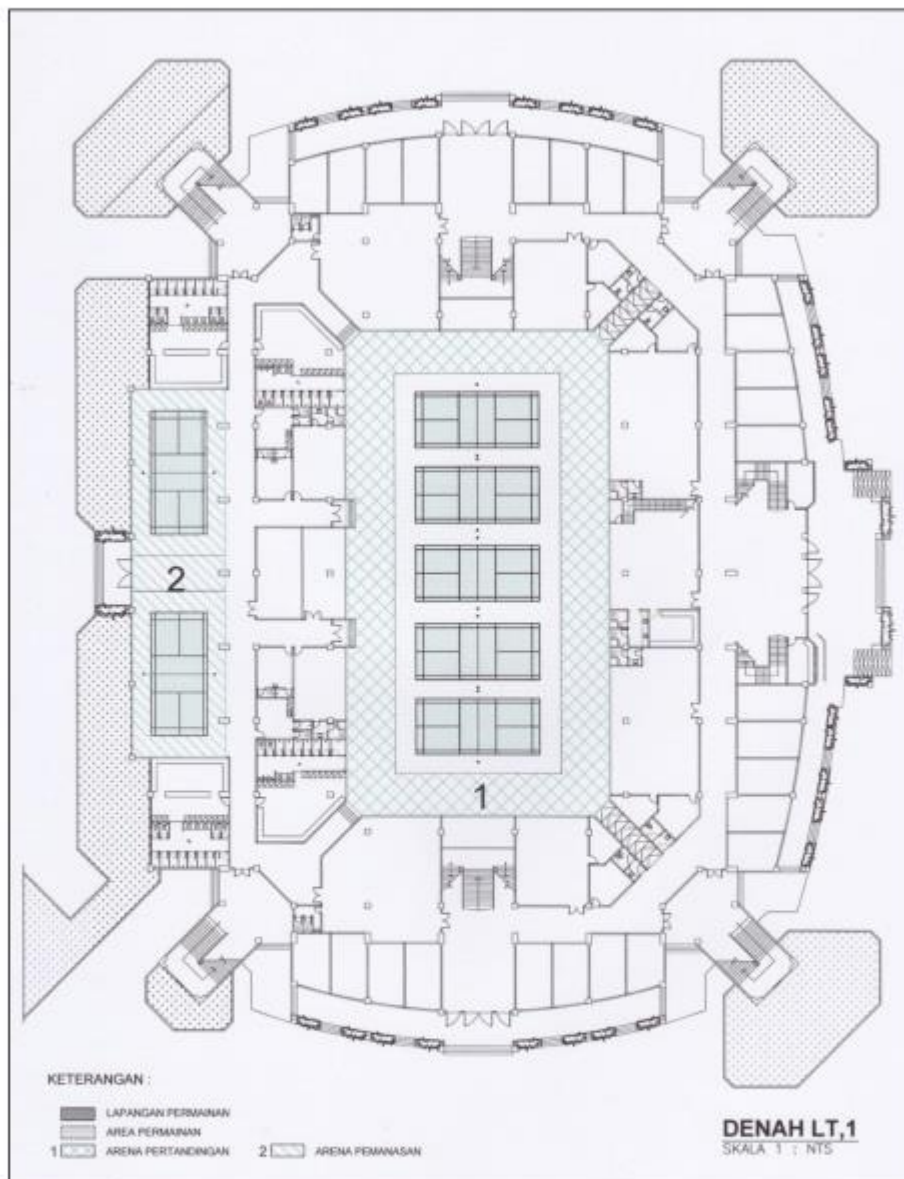 2
1
KETERANGAN :
LAPANGAN PERMAINAN
AREA PERMAINAN
1 ARENA PERTANDINGAN 2 ARENA PEMANASAN
DENAH LT,1
SKALA 1 : NTS